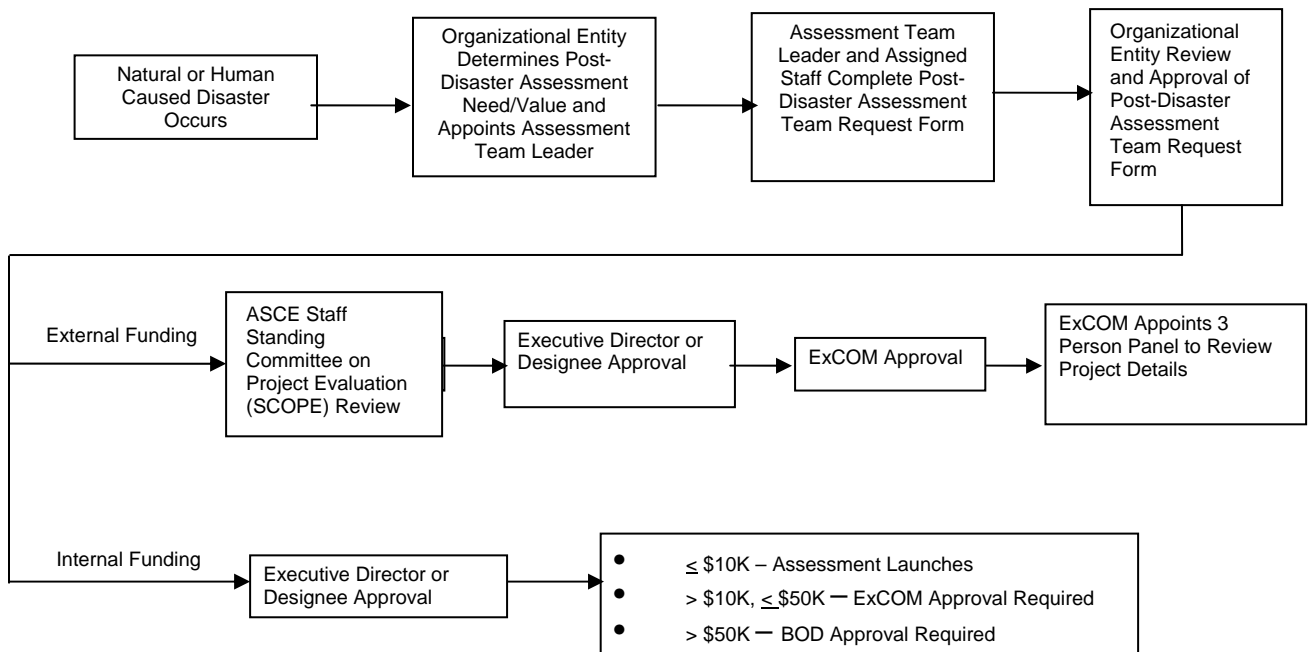 Natural or Human
Caused Disaster
Occurs
Organizational Entity
Determines Post-
Disaster Assessment
Need/Value and
Appoints Assessment
Team Leader
Assessment Team
Leader and Assigned
Staff Complete Post-
Disaster Assessment
Team Request Form
Organizational
Entity Review
and Approval of
Post-Disaster
Assessment
Team Request
Form
External Funding
ASCE Staff
Standing
Committee on
Project Evaluation
(SCOPE) Review
Executive Director or
Designee Approval
ExCOM Approval
ExCOM Appoints 3
Person Panel to Review
Project Details
Internal Funding
Executive Director or
Designee Approval
• ≤ $10K – Assessment Launches
• > $10K, ≤ $50K — ExCOM Approval Required
• > $50K — BOD Approval Required